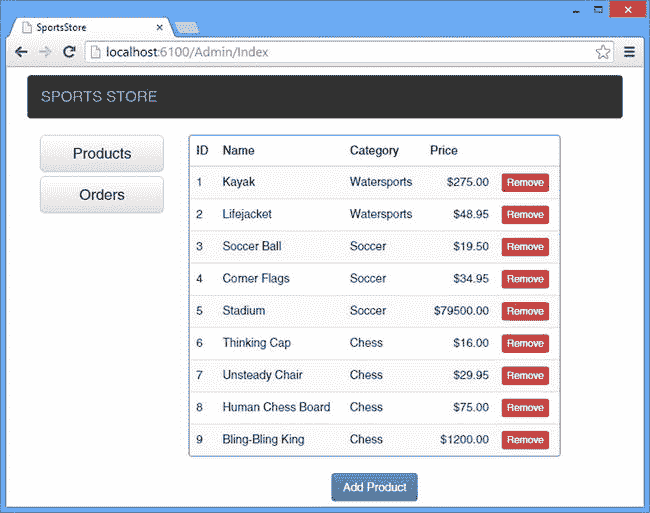 SportsStore
localhost:6100/Admin/Index
SPORTS STORE
Products
Orders
ID Name Category Price
1 Kayak Watersports $275.00 Remove
2 Lifejacket Watersports $48.95 Remove
3 Soccer Ball Soccer $19.50 Remove
4 Corner Flags Soccer $34.95 Remove
5 Stadium Soccer $79500.00 Remove
6 Thinking Cap Chess $16.00 Remove
7 Unsteady Chair Chess $29.95 Remove
8 Human Chess Board Chess $75.00 Remove
9 Bling-Bling King Chess $1200.00 Remove
Add Product